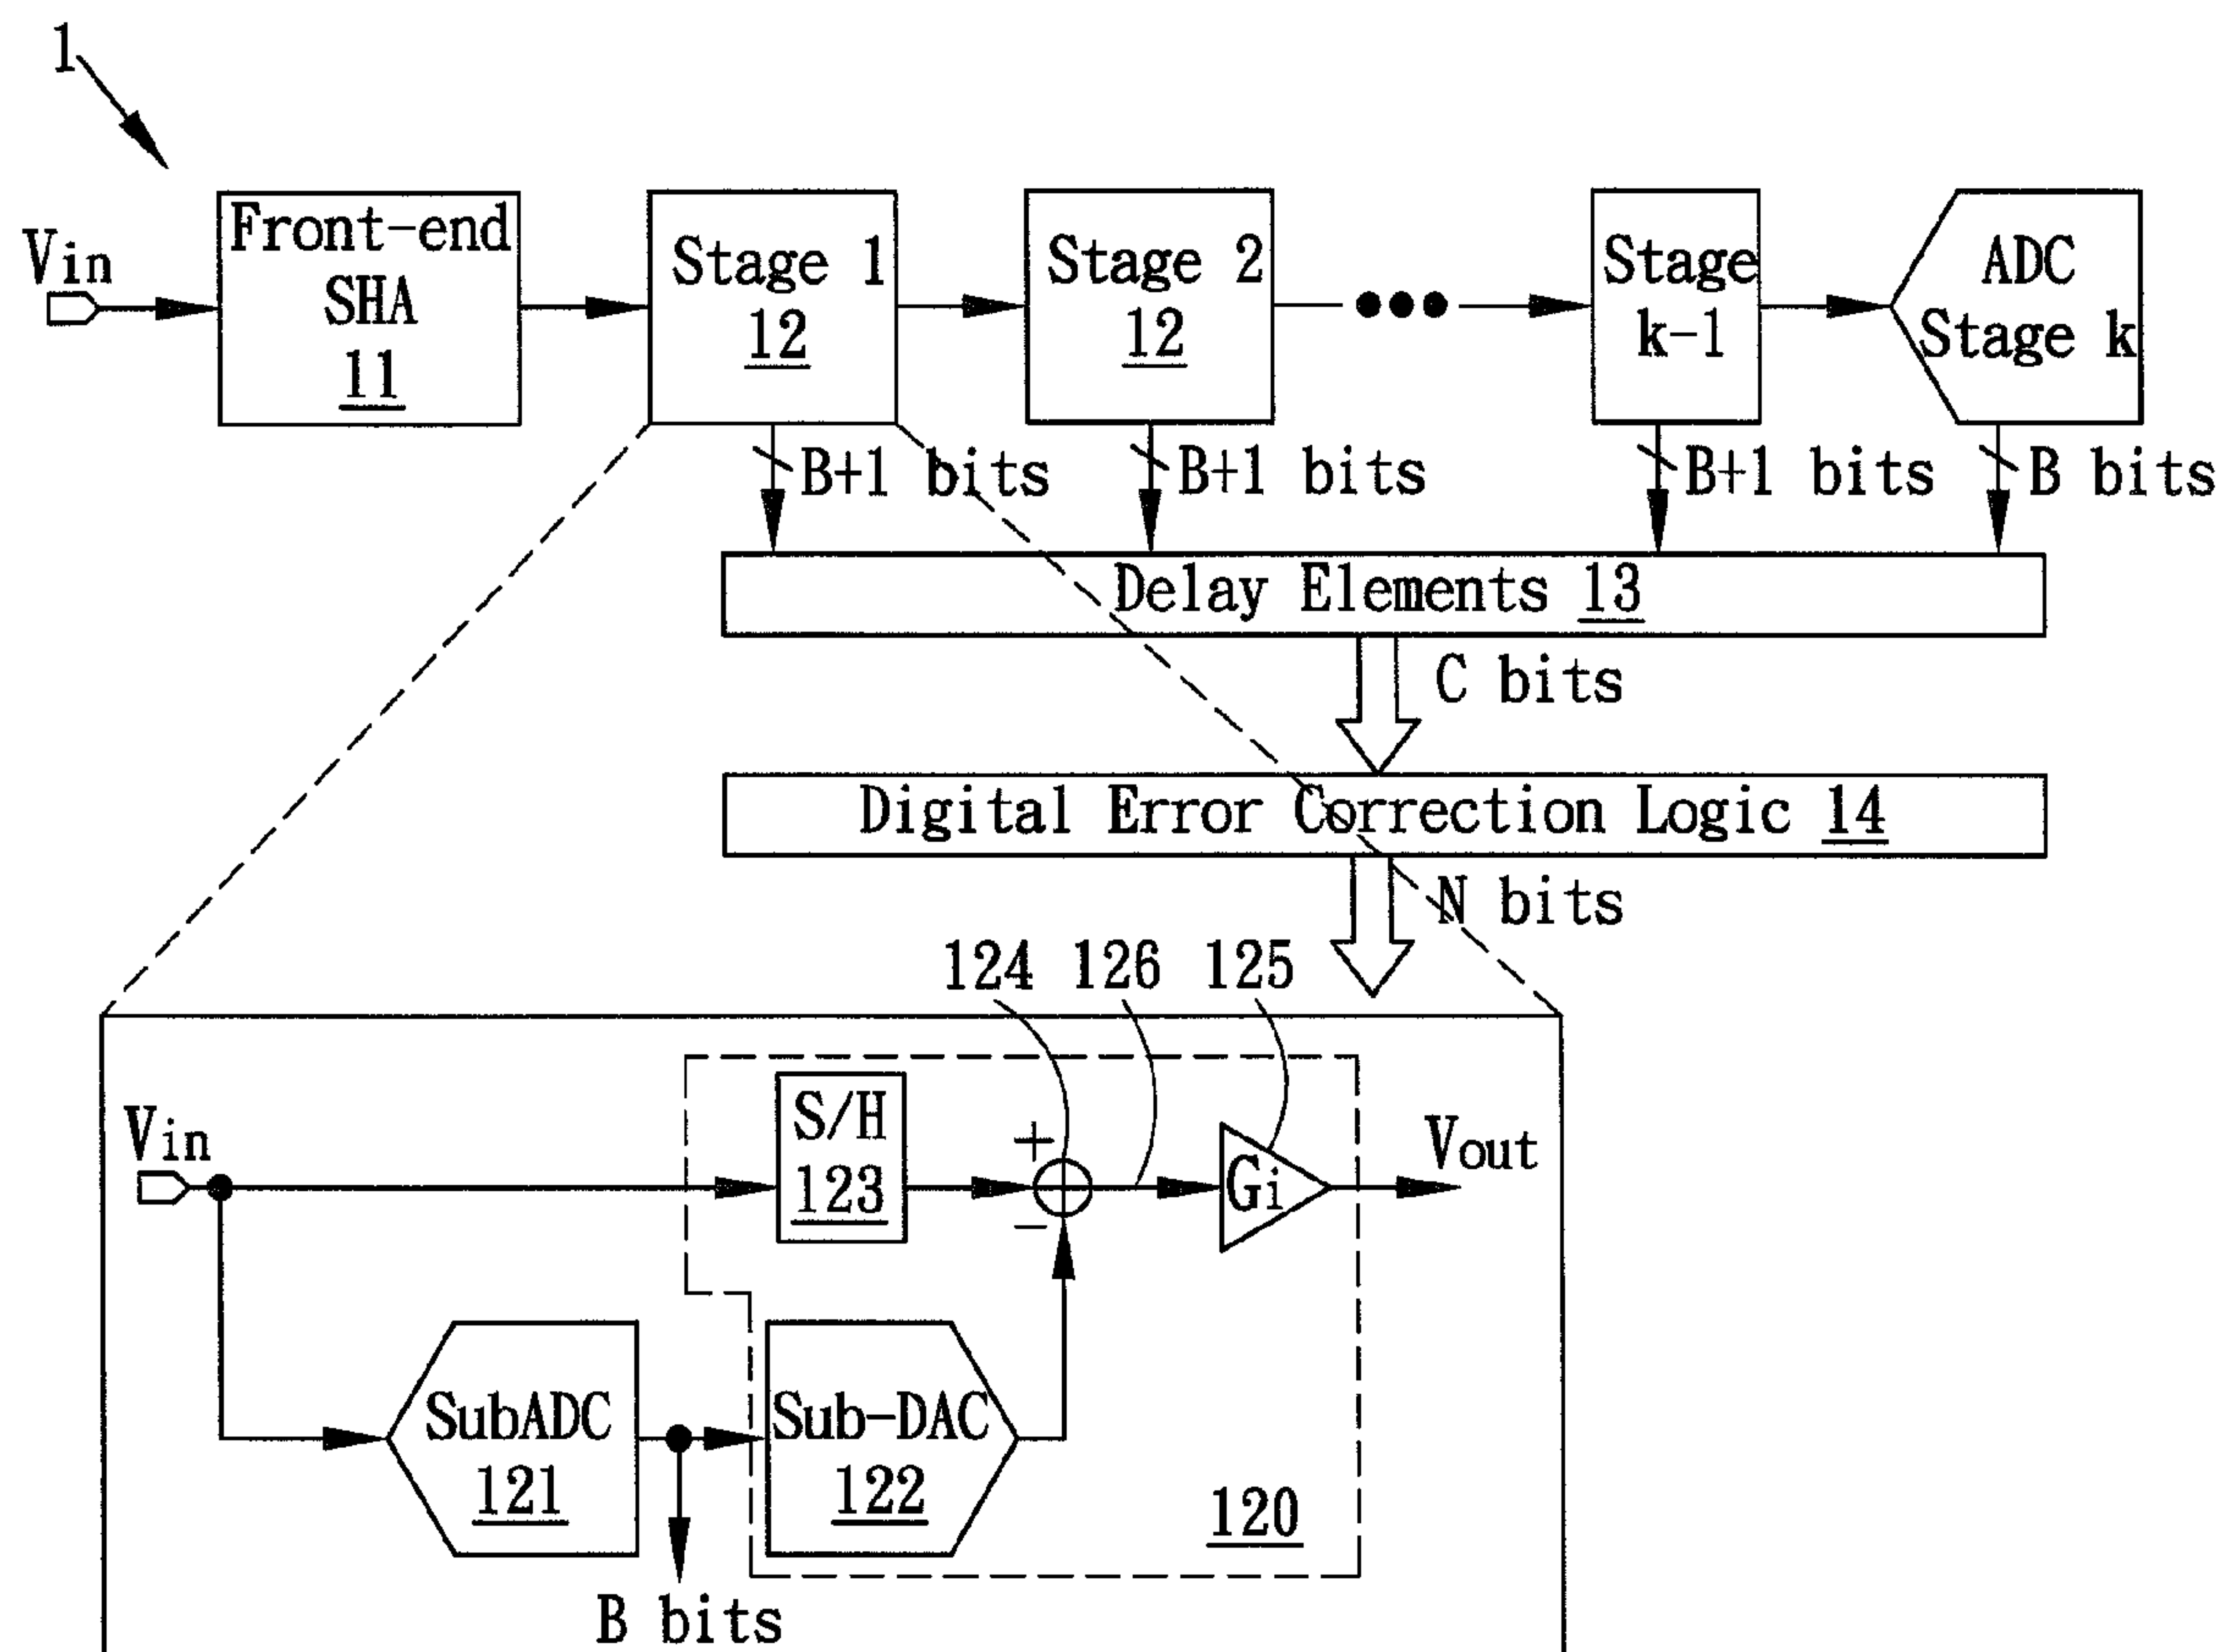 1
Vin
Front-end
SHA
11
Stage 1
12
Stage 2
12
Stage
k-1
ADC
Stage k
B+1 bits
B+1 bits
B+1 bits
B bits
Delay Elements 13
C bits
Digital Error Correction Logic 14
N bits
124
126
125
Vin
S/H
123
+
−
Gi
Vout
SubADC
121
Sub-DAC
122
120
B bits